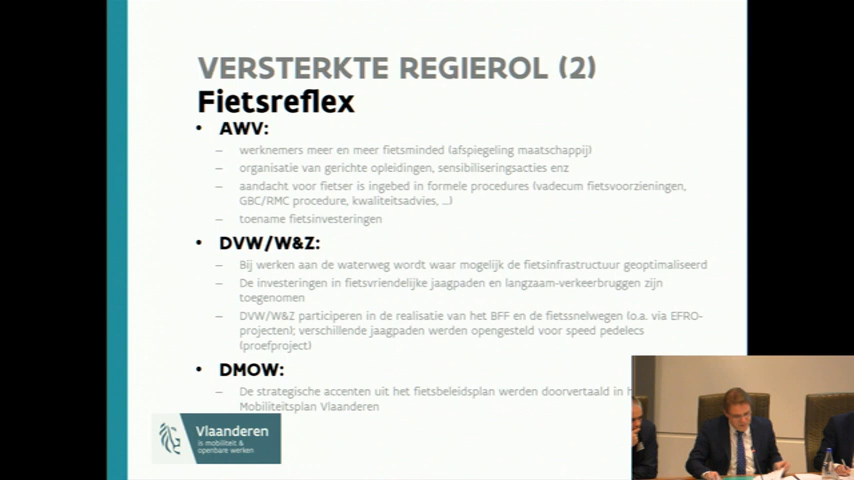 VERSTERKTE REGIEROL (2)
Fietsreflex
• AWV:
– werknemers meer en meer fietsminded (afspiegeling maatschappij)
– organisatie van gerichte opleidingen, sensibiliseringsacties enz
– aandacht voor fietser is ingebed in formele procedures (vadecum fietsvoorzieningen,
GBC/RMC procedure, kwaliteitsadvies, ...)
– toename fietsinvesteringen
• DVW/W&Z:
– Bij werken aan de waterweg wordt waar mogelijk de fietsinfrastructuur geoptimaliseerd
– De investeringen in fietsvriendelijke jaagpaden en langzaam-verkeerbruggen zijn
toegenomen
– DVW/W&Z participeren in de realisatie van het BFF en de fietssnelwegen (o.a. via EFRO-
projecten); verschillende jaagpaden werden opengesteld voor speed pedelecs
(proefproject)
• DMOW:
– De strategische accenten uit het fietsbeleidsplan werden doorvertaald in
Mobiliteitsplan Vlaanderen
Vlaanderen
is mobiliteit &
openbare werken